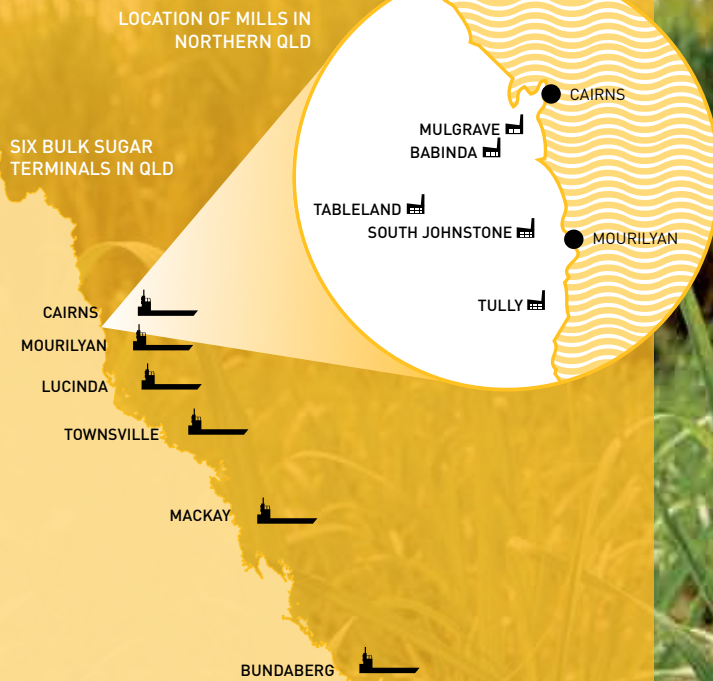 LOCATION OF MILLS IN
NORTHERN QLD
CAIRNS
MULGRAVE
BABINDA
SIX BULK SUGAR
TERMINALS IN QLD
TABLELAND
SOUTH JOHNSTONE
MOURILYAN
TULLY
CAIRNS
MOURILYAN
LUCINDA
TOWNSVILLE
MACKAY
BUNDABERG